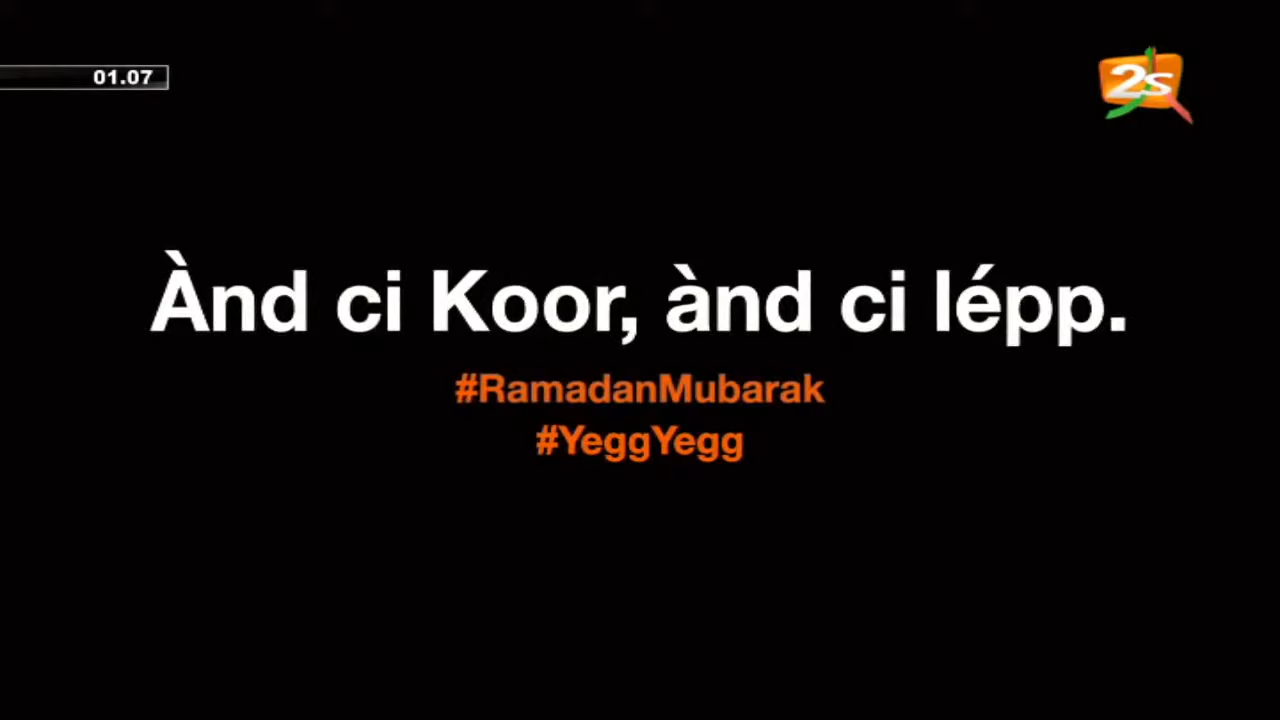 01.07
2s
Ànd ci Koor, ànd ci lépp.
#RamadanMubarak
#YeggYegg